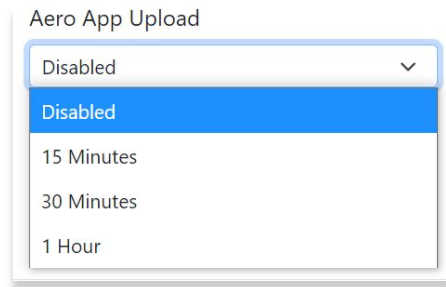 Aero App Upload
Disabled
Disabled
15 Minutes
30 Minutes
1 Hour